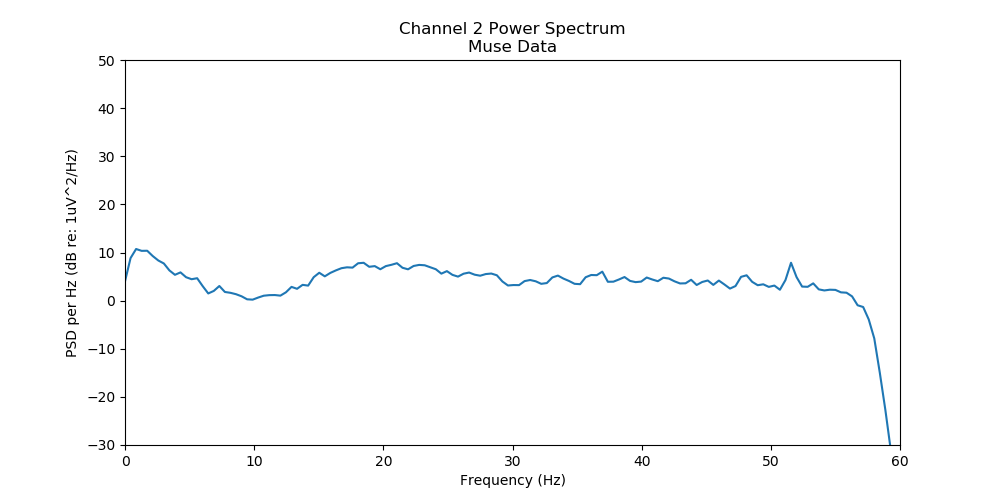 Channel 2 Power Spectrum
Muse Data
50
40
30
20
10
0
−10
−20
−30
PSD per Hz (dB re: 1uV^2/Hz)
0 10 20 30 40 50 60
Frequency (Hz)